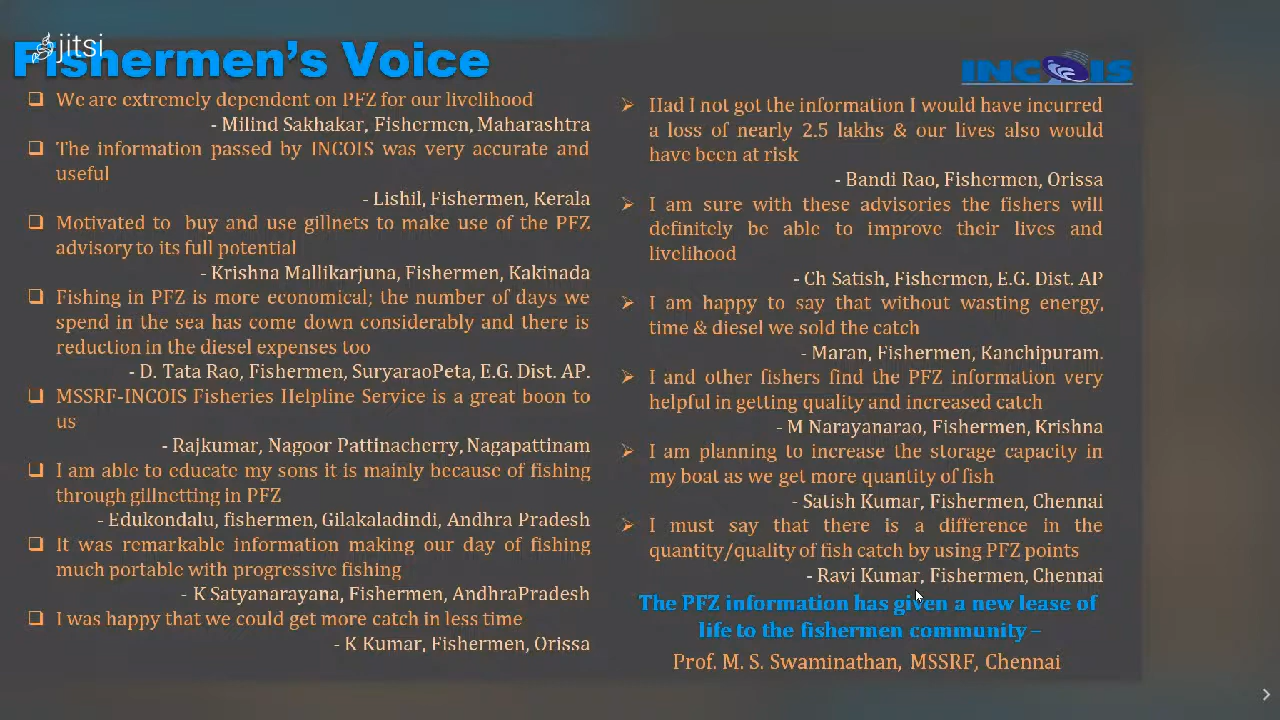 jitsi
Fishermen's Voice
INCOIS
❑ We are extremely dependent on PFZ for our livelihood
- Milind Sakhakar, Fishermen, Maharashtra
❑ The information passed by INCOIS was very accurate and
useful
- Lishil, Fishermen, Kerala
❑ Motivated to buy and use gillnets to make use of the PFZ
advisory to its full potential
- Krishna Mallikarjuna, Fishermen, Kakinada
❑ Fishing in PFZ is more economical; the number of days we
spend in the sea has come down considerably and there is
reduction in the diesel expenses too
- D. Tata Rao, Fishermen, SuryaraoPeta, E.G. Dist. AP.
❑ MSSRF-INCOIS Fisheries Helpline Service is a great boon to
us
- Rajkumar, Nagoor Pattinacherry, Nagapattinam
❑ I am able to educate my sons it is mainly because of fishing
through gillnetting in PFZ
- Edukondalu, fishermen, Gilakaladindi, Andhra Pradesh
❑ It was remarkable information making our day of fishing
much portable with progressive fishing
- K Satyanarayana, Fishermen, AndhraPradesh
❑ I was happy that we could get more catch in less time
- K Kumar, Fishermen, Orissa
➢ Had I not got the information I would have incurred
a loss of nearly 2.5 lakhs & our lives also would
have been at risk
- Bandi Rao, Fishermen, Orissa
➢ I am sure with these advisories the fishers will
definitely be able to improve their lives and
livelihood
- Ch Satish, Fishermen, E.G. Dist. AP
➢ I am happy to say that without wasting energy,
time & diesel we sold the catch
- Maran, Fishermen, Kanchipuram.
➢ I and other fishers find the PFZ information very
helpful in getting quality and increased catch
- M Narayanarao, Fishermen, Krishna
➢ I am planning to increase the storage capacity in
my boat as we get more quantity of fish
- Satish Kumar, Fishermen, Chennai
➢ I must say that there is a difference in the
quantity/quality of fish catch by using PFZ points
- Ravi Kumar, Fishermen, Chennai
The PFZ information has given a new lease of
life to the fishermen community –
Prof. M. S. Swaminathan, MSSRF, Chennai